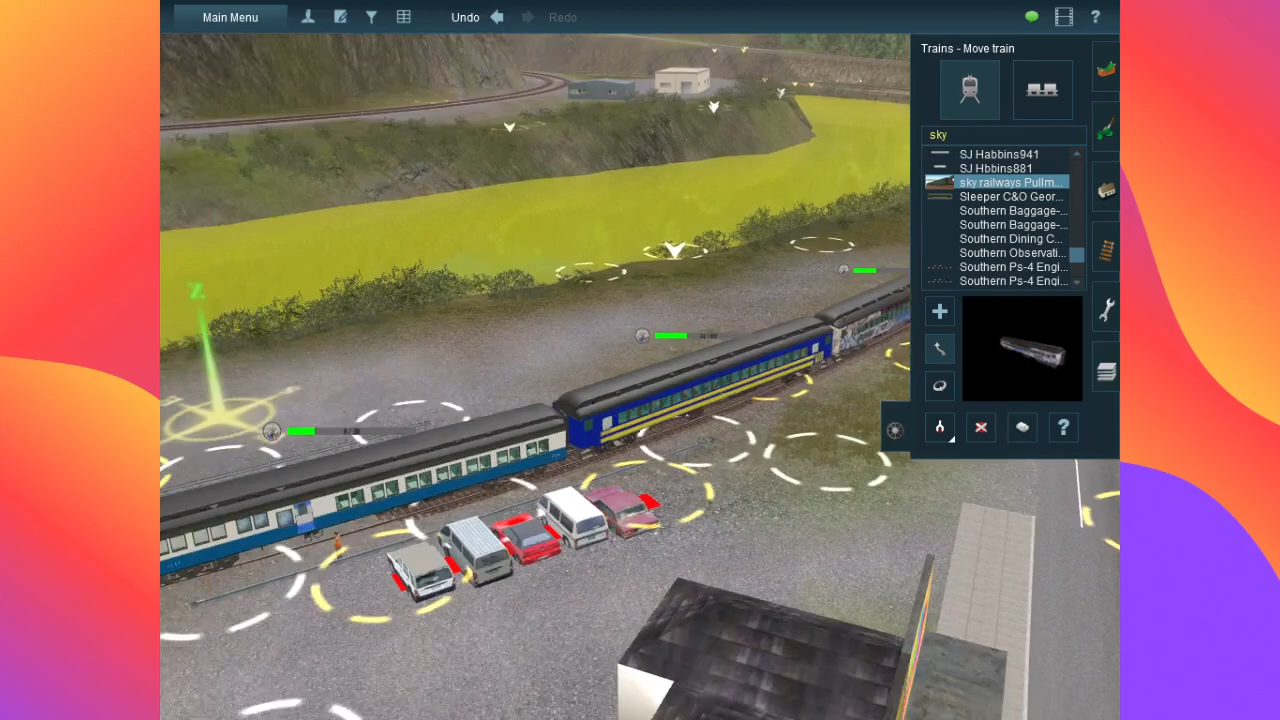 Main Menu
Undo
Redo
?
Trains - Move train
sky
SJ Habbins941
SJ Hbbins881
sky railways Pullm...
Sleeper C&O Geor...
Southern Baggage-...
Southern Baggage-...
Southern Dining C...
Southern Observati...
Southern Ps-4 Engi...
Southern Ps-4 Engi...
?
Z